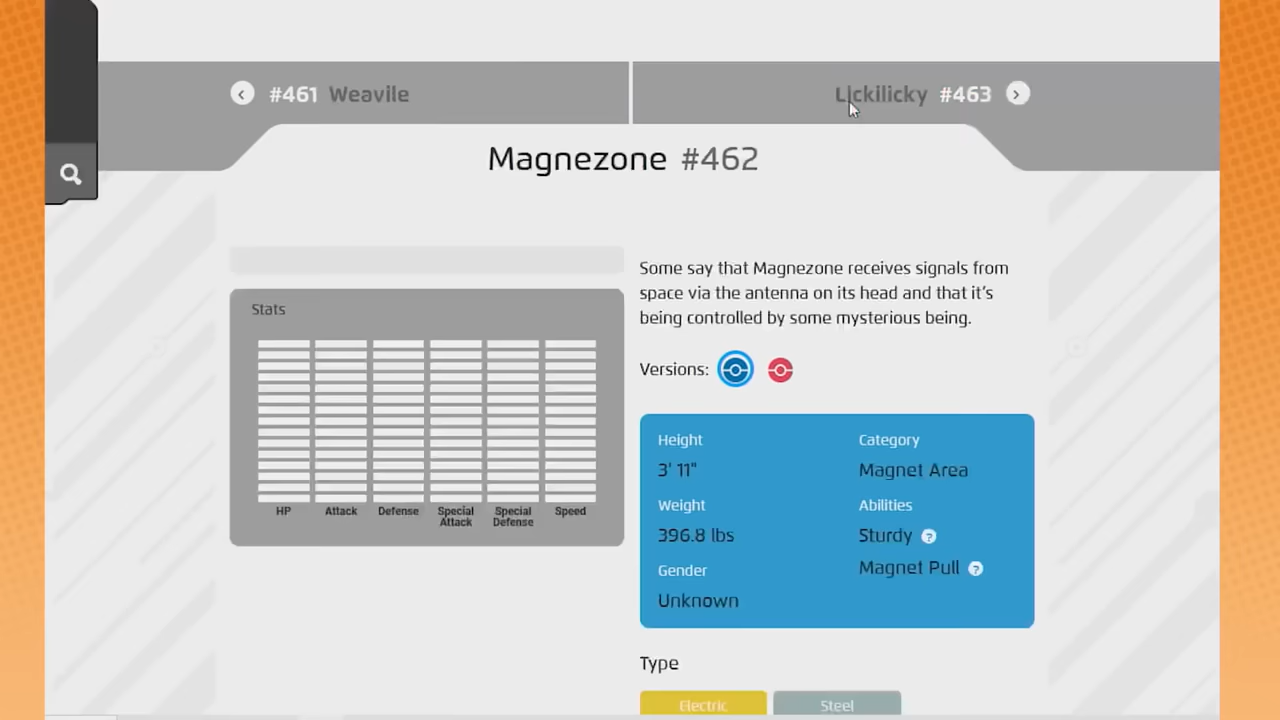 #461 Weavile
Lickilicky #463
Magnezone #462
Stats
HP Attack Defense Special Attack Special Defense Speed
Some say that Magnezone receives signals from
space via the antenna on its head and that it's
being controlled by some mysterious being.
Versions:
Height
3' 11"
Weight
396.8 lbs
Gender
Unknown
Category
Magnet Area
Abilities
Sturdy ?
Magnet Pull ?
Type
Electric
Steel